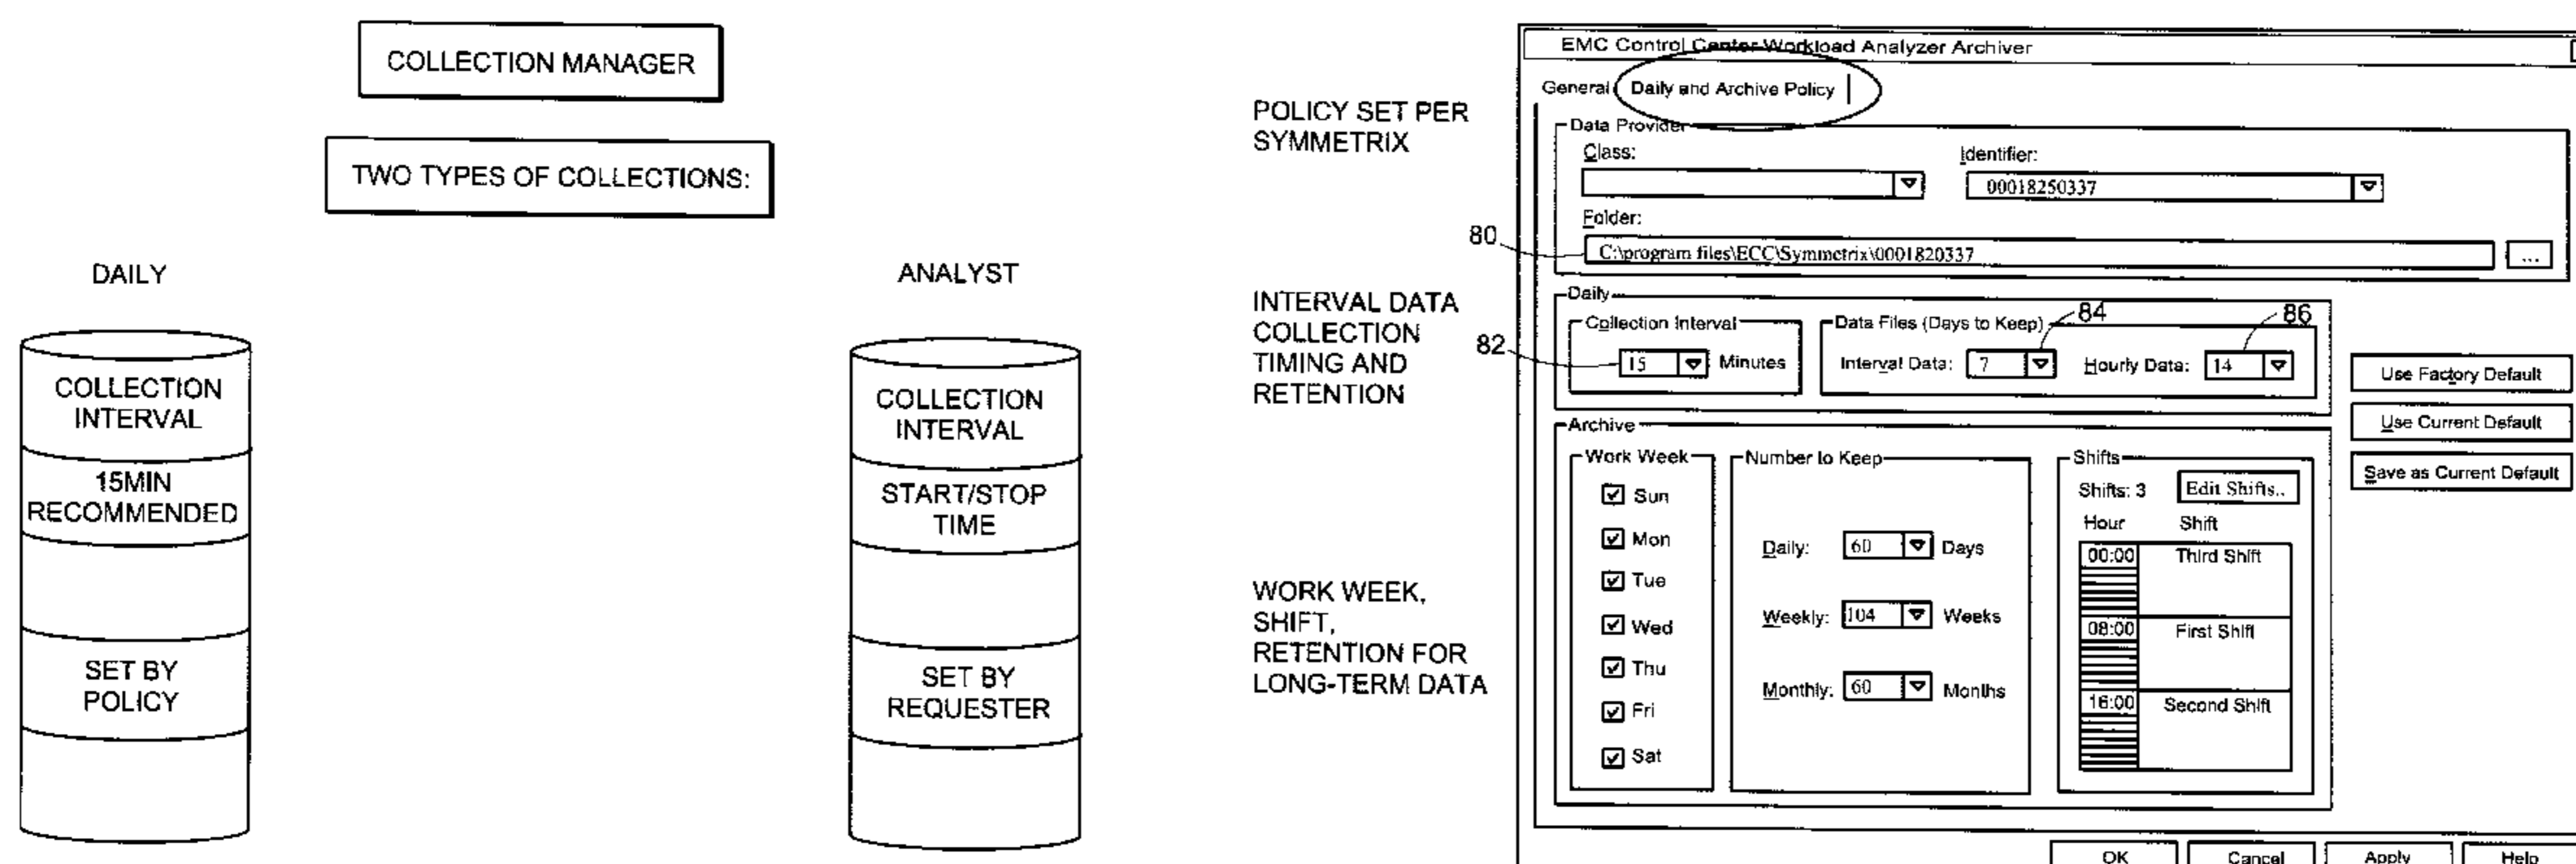 COLLECTION MANAGER
TWO TYPES OF COLLECTIONS:
DAILY
COLLECTION
INTERVAL
15MIN
RECOMMENDED
SET BY
POLICY
ANALYST
COLLECTION
INTERVAL
START/STOP
TIME
SET BY
REQUESTER
POLICY SET PER
SYMMETRIX
INTERVAL DATA
COLLECTION
TIMING AND
RETENTION
WORK WEEK,
SHIFT,
RETENTION FOR
LONG-TERM DATA
EMC Control Center Workload Analyzer Archiver
General Daily and Archive Policy
Data Provider
Class: Identifier:
00018250337
Folder:
80
C:\program files\ECC\Symmetrix\0001820337 ...
Daily
Collection Interval
82
15 Minutes
Data Files (Days to Keep) 84 86
Interval Data: 7 Hourly Data: 14
Use Factory Default
Use Current Default
Save as Current Default
Archive
Work Week
Sun
Mon
Tue
Wed
Thu
Fri
Sat
Number to Keep
Daily: 60 Days
Weekly: 104 Weeks
Monthly: 60 Months
Shifts
Shifts: 3 Edit Shifts..
Hour Shift
00:00 Third Shift
08:00 First Shift
16:00 Second Shift
OK Cancel Apply Help